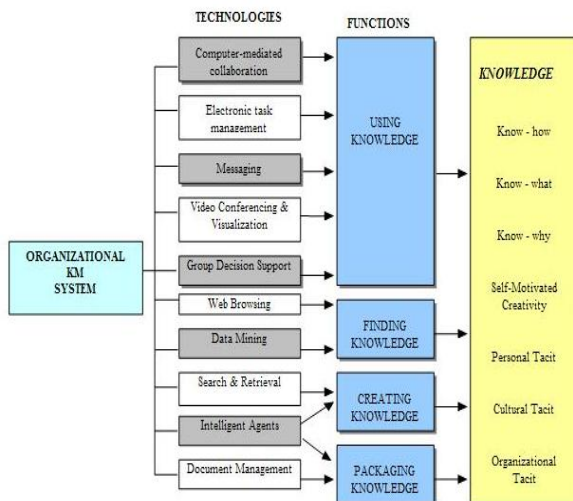 TECHNOLOGIES
FUNCTIONS
Computer-mediated
collaboration
Electronic task
management
Messaging
Video Conferencing &
Visualization
Group Decision Support
Web Browsing
Data Mining
Search & Retrieval
Intelligent Agents
Document Management
ORGANIZATIONAL
KM
SYSTEM
USING
KNOWLEDGE
FINDING
KNOWLEDGE
CREATING
KNOWLEDGE
PACKAGING
KNOWLEDGE
KNOWLEDGE
Know - how
Know - what
Know - why
Self-Motivated
Creativity
Personal Tacit
Cultural Tacit
Organizational
Tacit